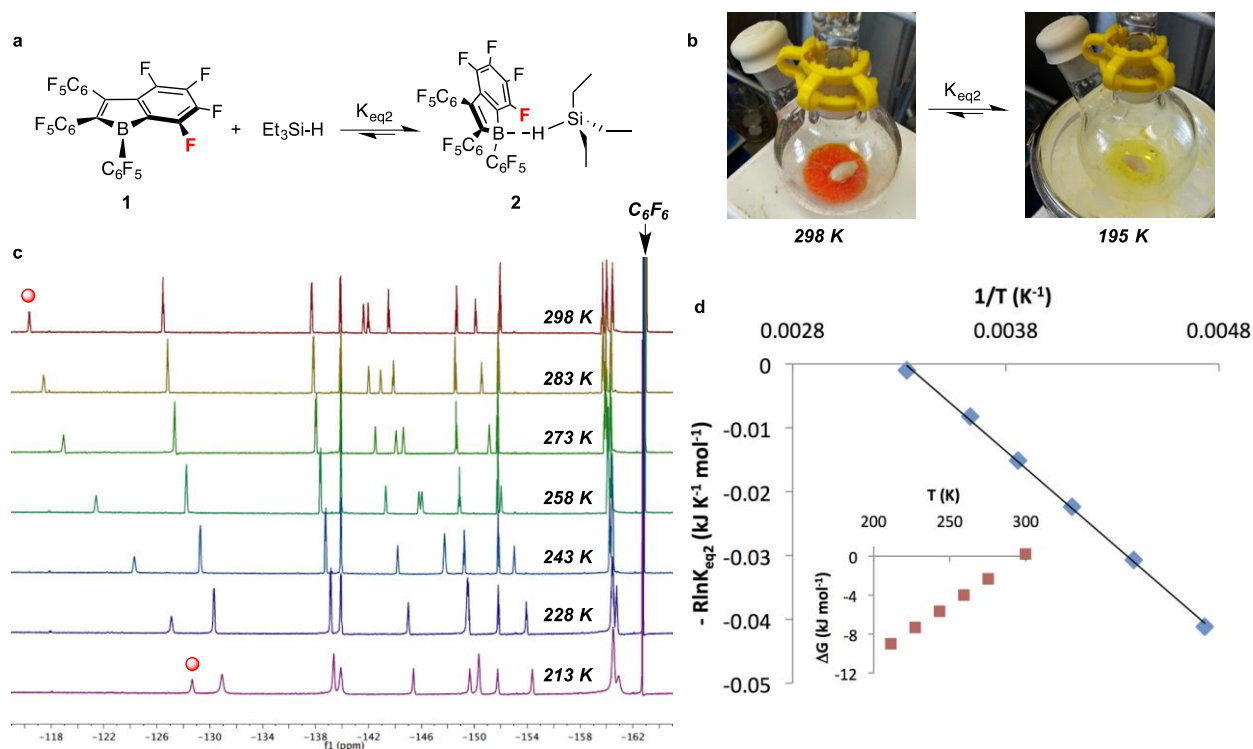 a
F₅C₆
F₅C₆
B
C₆F₅
F
F
F
F
1
+
Et₃Si-H
Kₑq₂
F₅C₆
F₅C₆
B
C₆F₅
F
F
F
F
H
Si
2
b
Kₑq₂
298 K
195 K
c
C₆F₆
298 K
283 K
273 K
258 K
243 K
228 K
213 K
−118 −122 −126 −130 −134 −138 −142 −146 −150 −154 −158 −162
f1 (ppm)
d
1/T (K⁻¹)
0.0028 0.0038 0.0048
0
-0.01
-0.02
-0.03
-0.04
-0.05
- RlnKₑq₂ (kJ K⁻¹ mol⁻¹)
T (K)
200 250 300
0
-4
-8
-12
ΔG (kJ mol⁻¹)